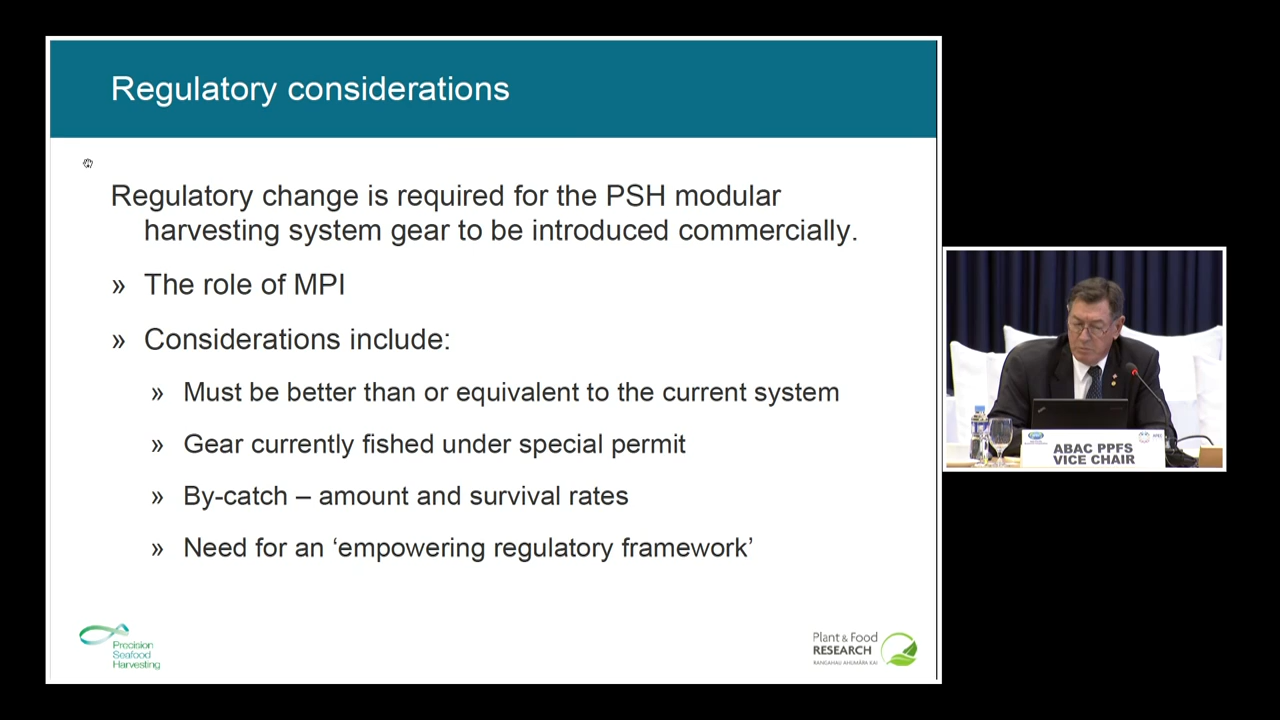 Regulatory considerations
Regulatory change is required for the PSH modular
harvesting system gear to be introduced commercially.
» The role of MPI
» Considerations include:
» Must be better than or equivalent to the current system
» Gear currently fished under special permit
» By-catch – amount and survival rates
» Need for an ‘empowering regulatory framework’
Precision
Seafood
Harvesting
Plant & Food
RESEARCH
RANGAHAU AHUMĀRA KAI
ABAC PPFS
VICE CHAIR